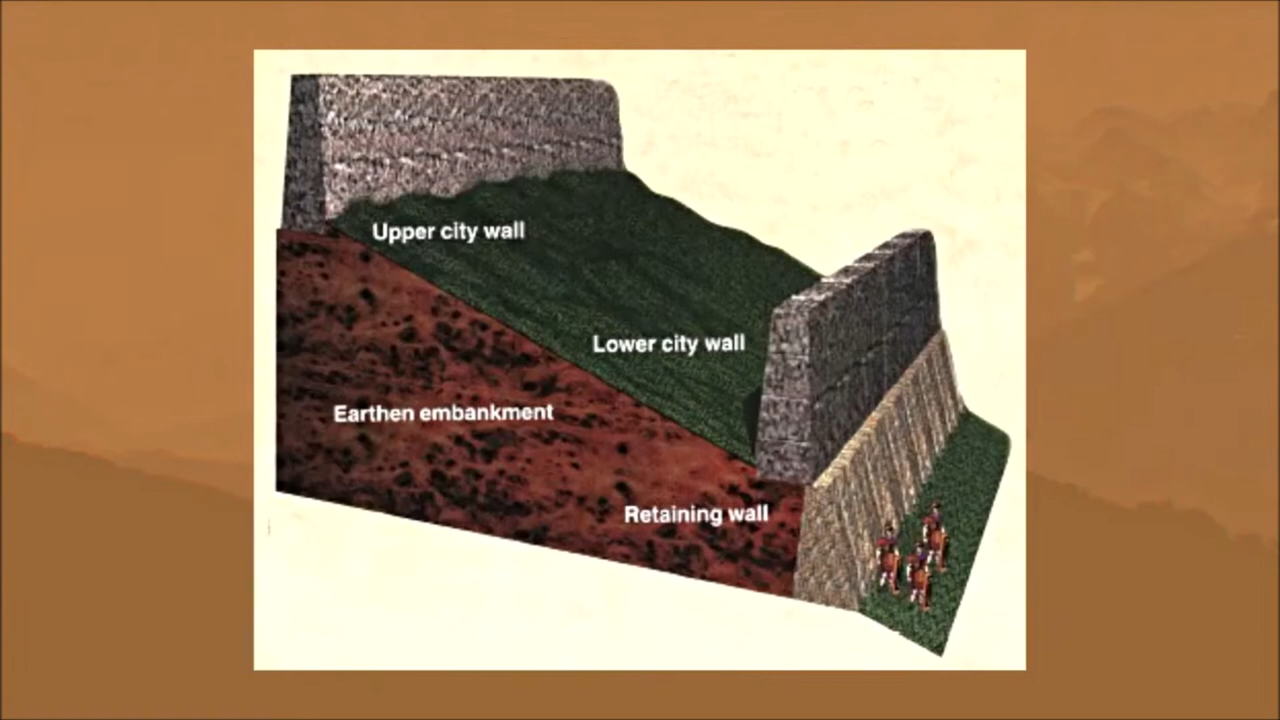 Upper city wall
Lower city wall
Earthen embankment
Retaining wall